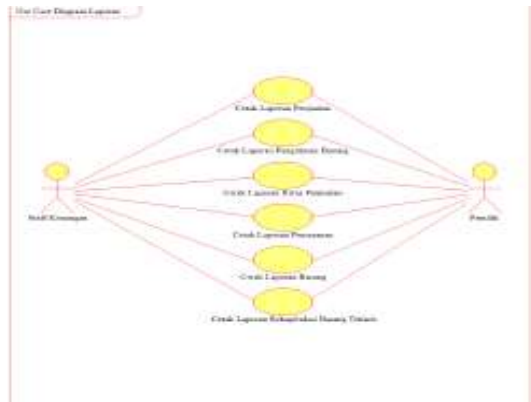 Use Case Diagram Laporan
Cetak Laporan Penjualan
Cetak Laporan Pengiriman Barang
Cetak Laporan Retur Penjualan
Staff Keuangan
Pemilik
Cetak Laporan Pemesanan
Cetak Laporan Barang
Cetak Laporan Rekapitulasi Barang Terlaris